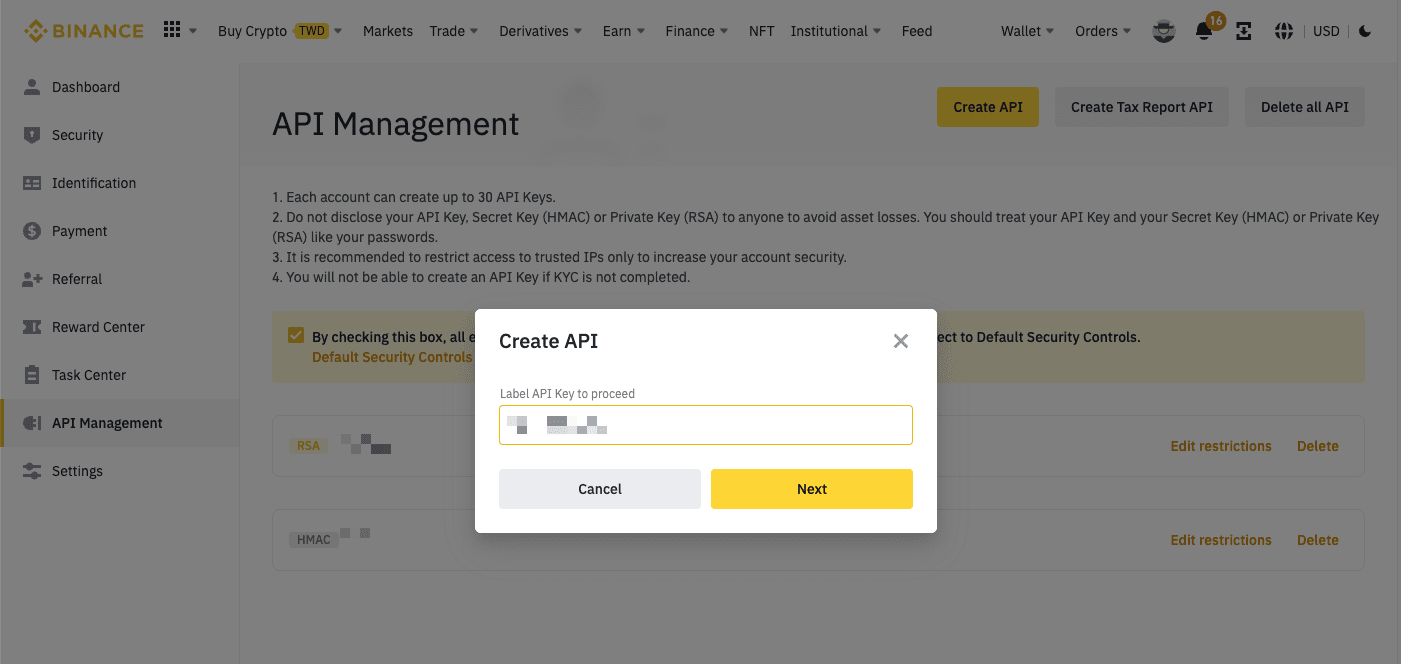 BINANCE
Buy Crypto TWD
Markets
Trade
Derivatives
Earn
Finance
NFT
Institutional
Feed
Wallet
Orders
16
USD
Dashboard
Security
Identification
Payment
Referral
Reward Center
Task Center
API Management
Settings
API Management
Create API
Create Tax Report API
Delete all API
1. Each account can create up to 30 API Keys.
2. Do not disclose your API Key, Secret Key (HMAC) or Private Key (RSA) to anyone to avoid asset losses. You should treat your API Key and your Secret Key (HMAC) or Private Key
(RSA) like your passwords.
3. It is recommended to restrict access to trusted IPs only to increase your account security.
4. You will not be able to create an API Key if KYC is not completed.
By checking this box, all e
ect to Default Security Controls.
Default Security Controls
RSA
Edit restrictions
Delete
HMAC
Edit restrictions
Delete
Create API
Label API Key to proceed
Cancel
Next